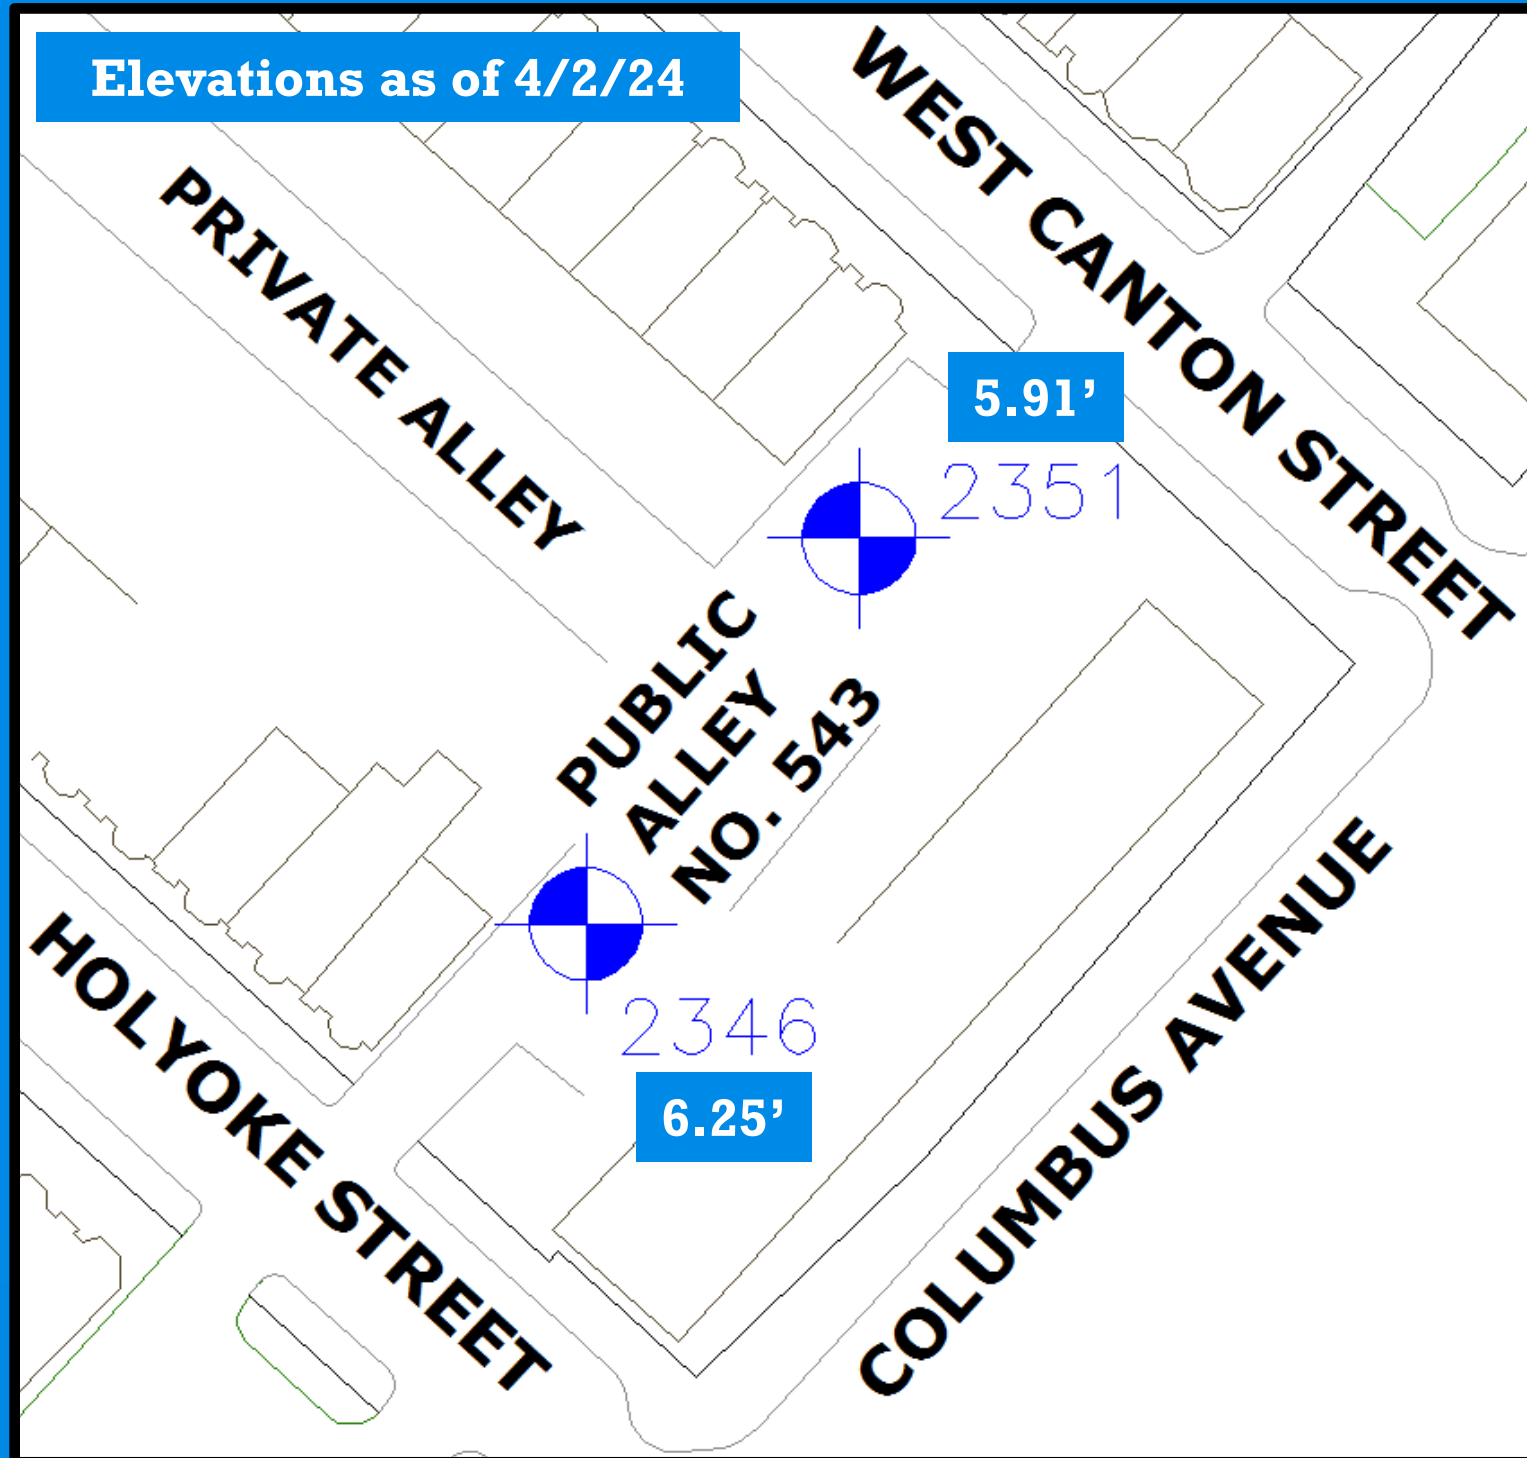 Elevations as of 4/2/24
WEST CANTON STREET
PRIVATE ALLEY
5.91’
2351
PUBLIC
ALLEY
NO. 543
2346
6.25’
HOLYOKE STREET
COLUMBUS AVENUE